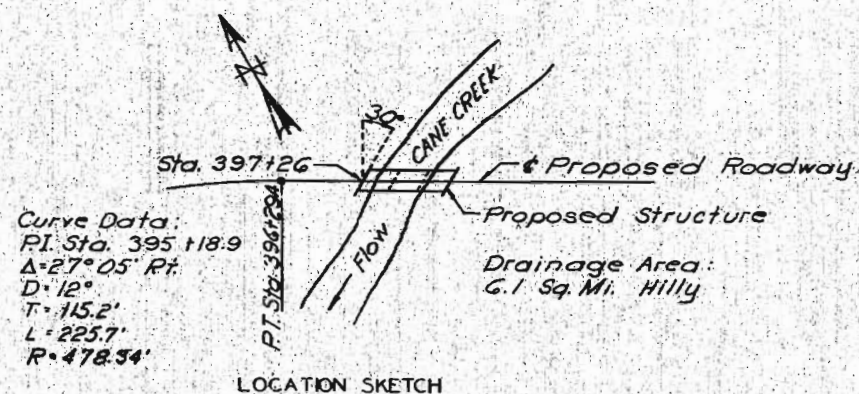 N
30°
CANE CREEK
Sta. 397+26
℄ Proposed Roadway
Proposed Structure
Flow
P.T. Sta. 396+29.4
Curve Data:
P.I. Sta. 395+18.9
Δ=27°05' Rt.
D=12°
T=115.2'
L=225.7'
R=478.34'
Drainage Area:
6.1 Sq. Mi. Hilly
LOCATION SKETCH